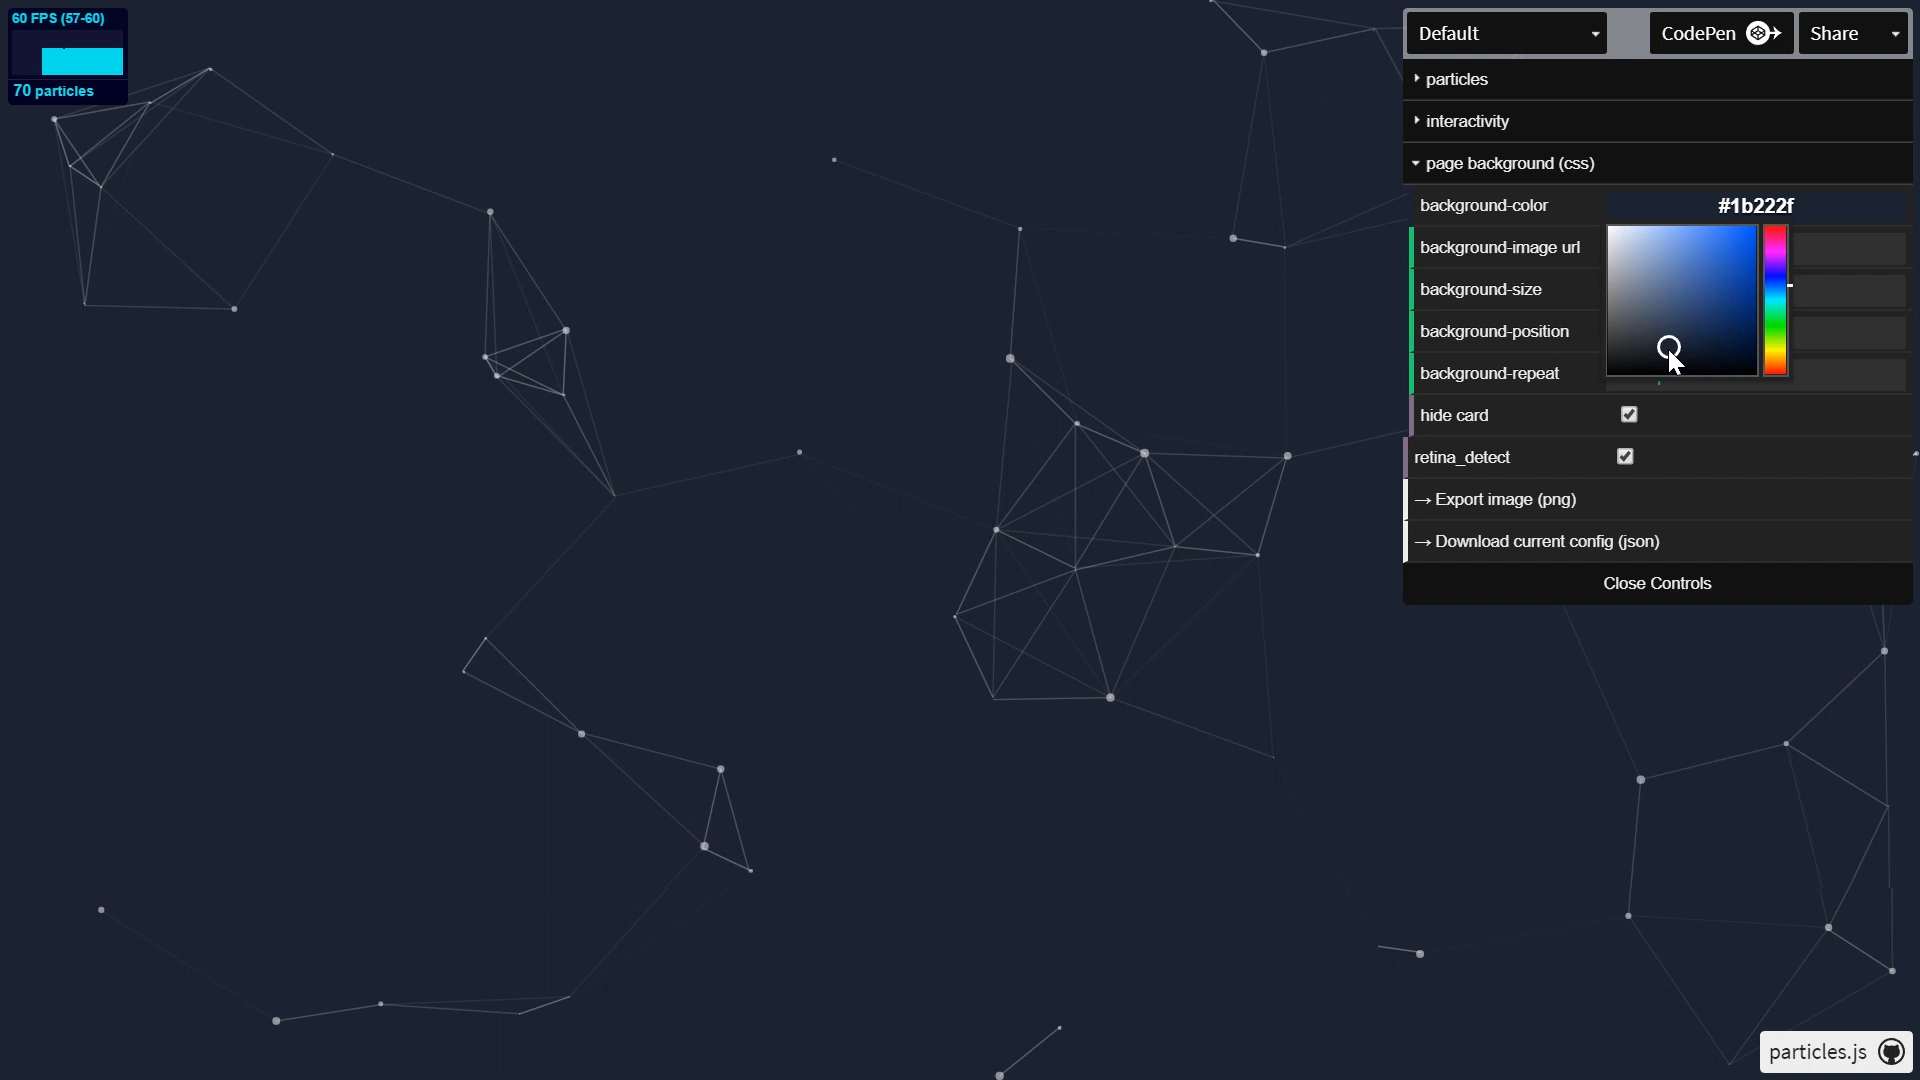 60 FPS (57-60)
70 particles
Default
CodePen
Share
particles
interactivity
page background (css)
background-color
#1b222f
background-image url
background-size
background-position
background-repeat
hide card
retina_detect
→ Export image (png)
→ Download current config (json)
Close Controls
particles.js